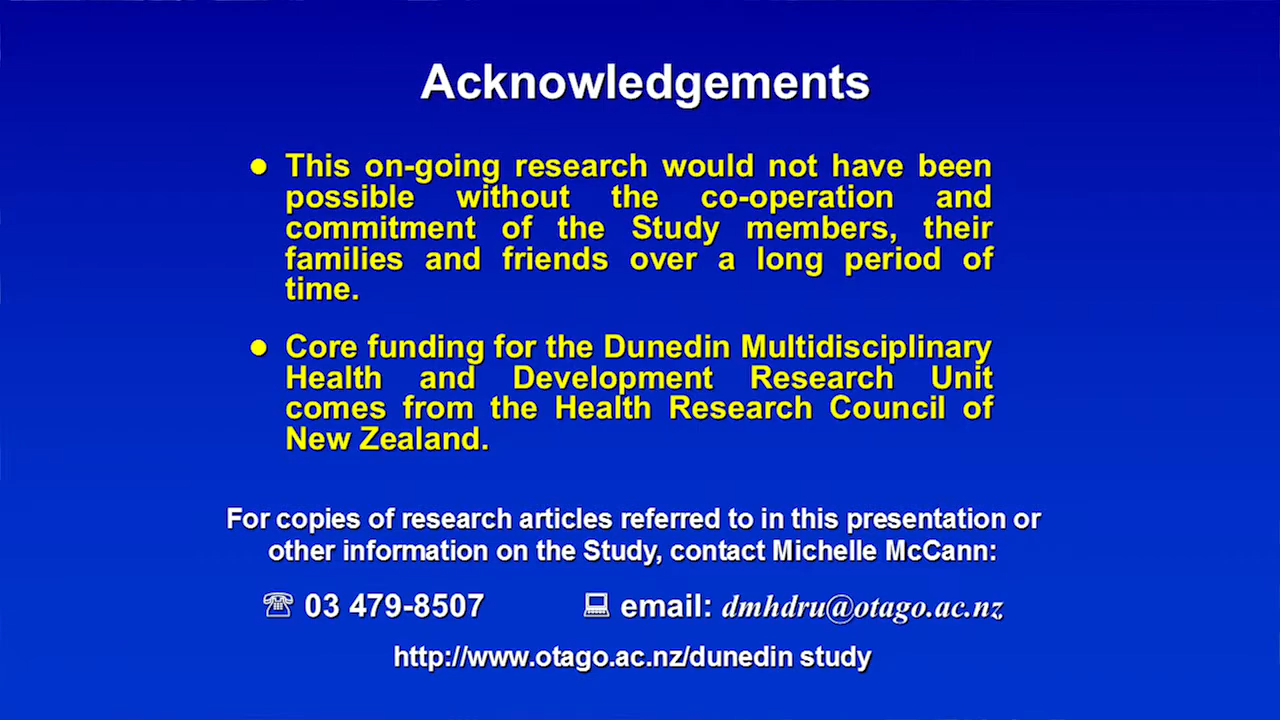 Acknowledgements
● This on-going research would not have been
possible without the co-operation and
commitment of the Study members, their
families and friends over a long period of
time.
● Core funding for the Dunedin Multidisciplinary
Health and Development Research Unit
comes from the Health Research Council of
New Zealand.
For copies of research articles referred to in this presentation or
other information on the Study, contact Michelle McCann:
☎ 03 479-8507 💻 email: dmhdru@otago.ac.nz
http://www.otago.ac.nz/dunedin study